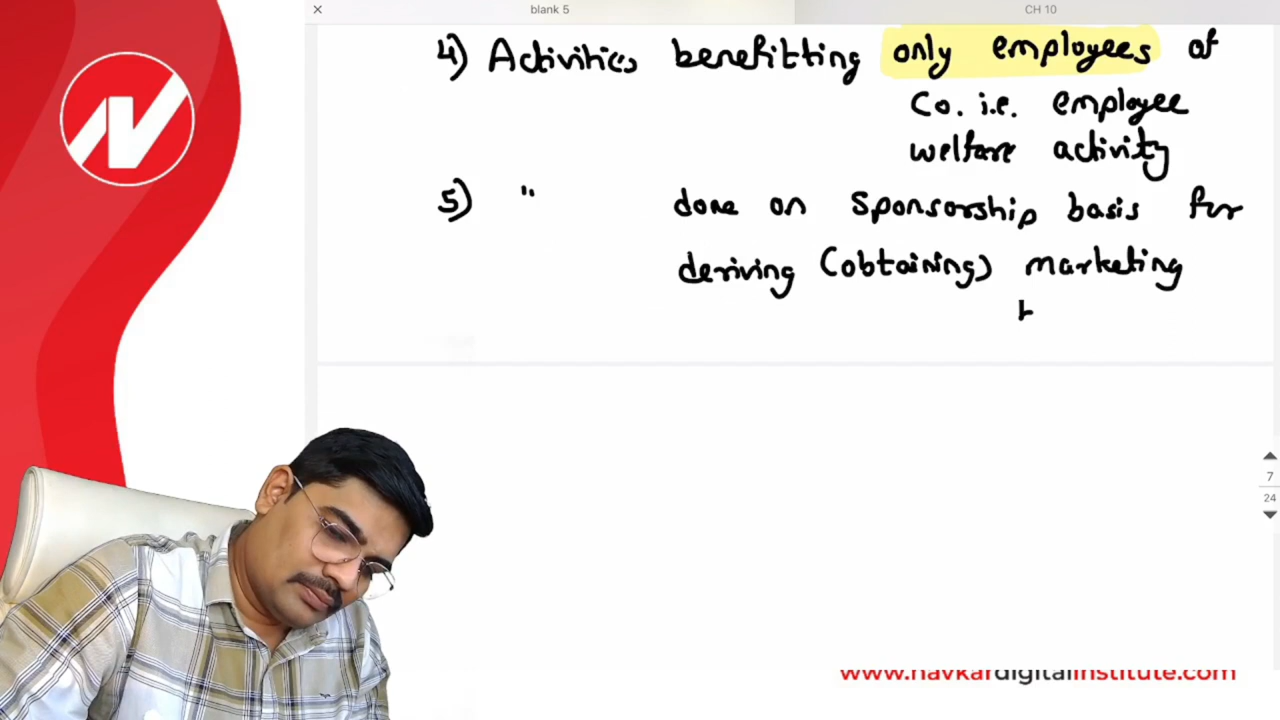 blank 5
CH 10
4) Activities benefitting only employees of
Co. i.e. employee
welfare activity
5) " done on sponsorship basis for
deriving (obtaining) marketing
7
24
www.navkardigitalinstitute.com